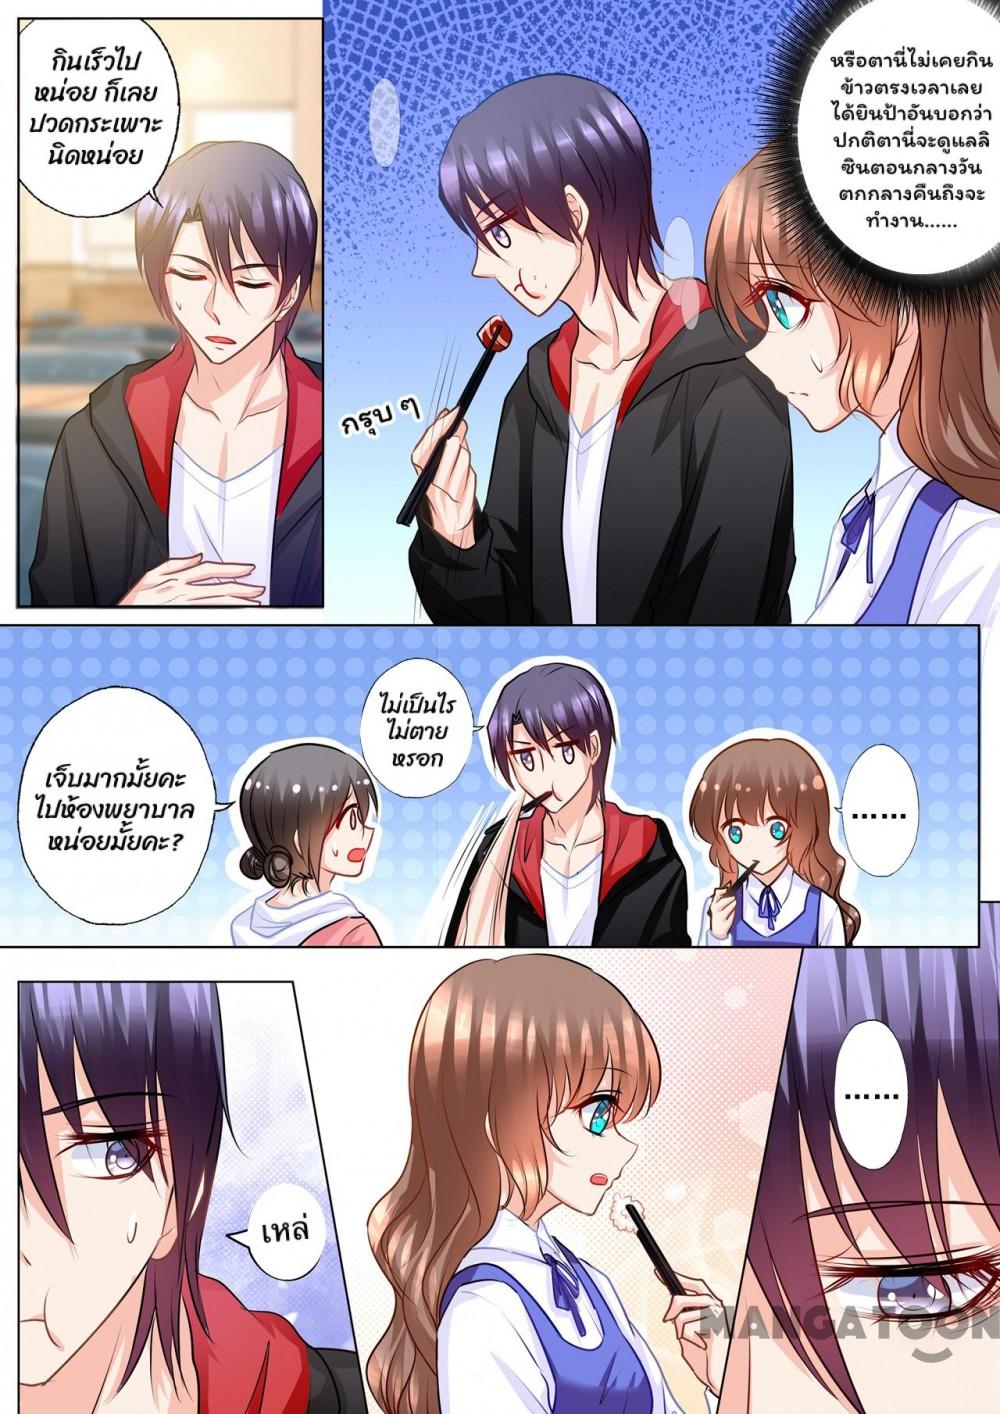 กินเร็วไป
หน่อย ก็เลย
ปวดกระเพาะ
นิดหน่อย
หรือตานี่ไม่เคยกิน
ข้าวตรงเวลาเลย
ได้ยินป้าอันบอกว่า
ปกติตานี่จะดูแลลิ
ซินตอนกลางวัน
ตกกลางคืนถึงจะ
ทำงาน......
กรุบ ๆ
เจ็บมากมั้ยคะ
ไปห้องพยาบาล
หน่อยมั้ยคะ?
ไม่เป็นไร
ไม่ตาย
หรอก
......
เหล่
......
MANGATOON